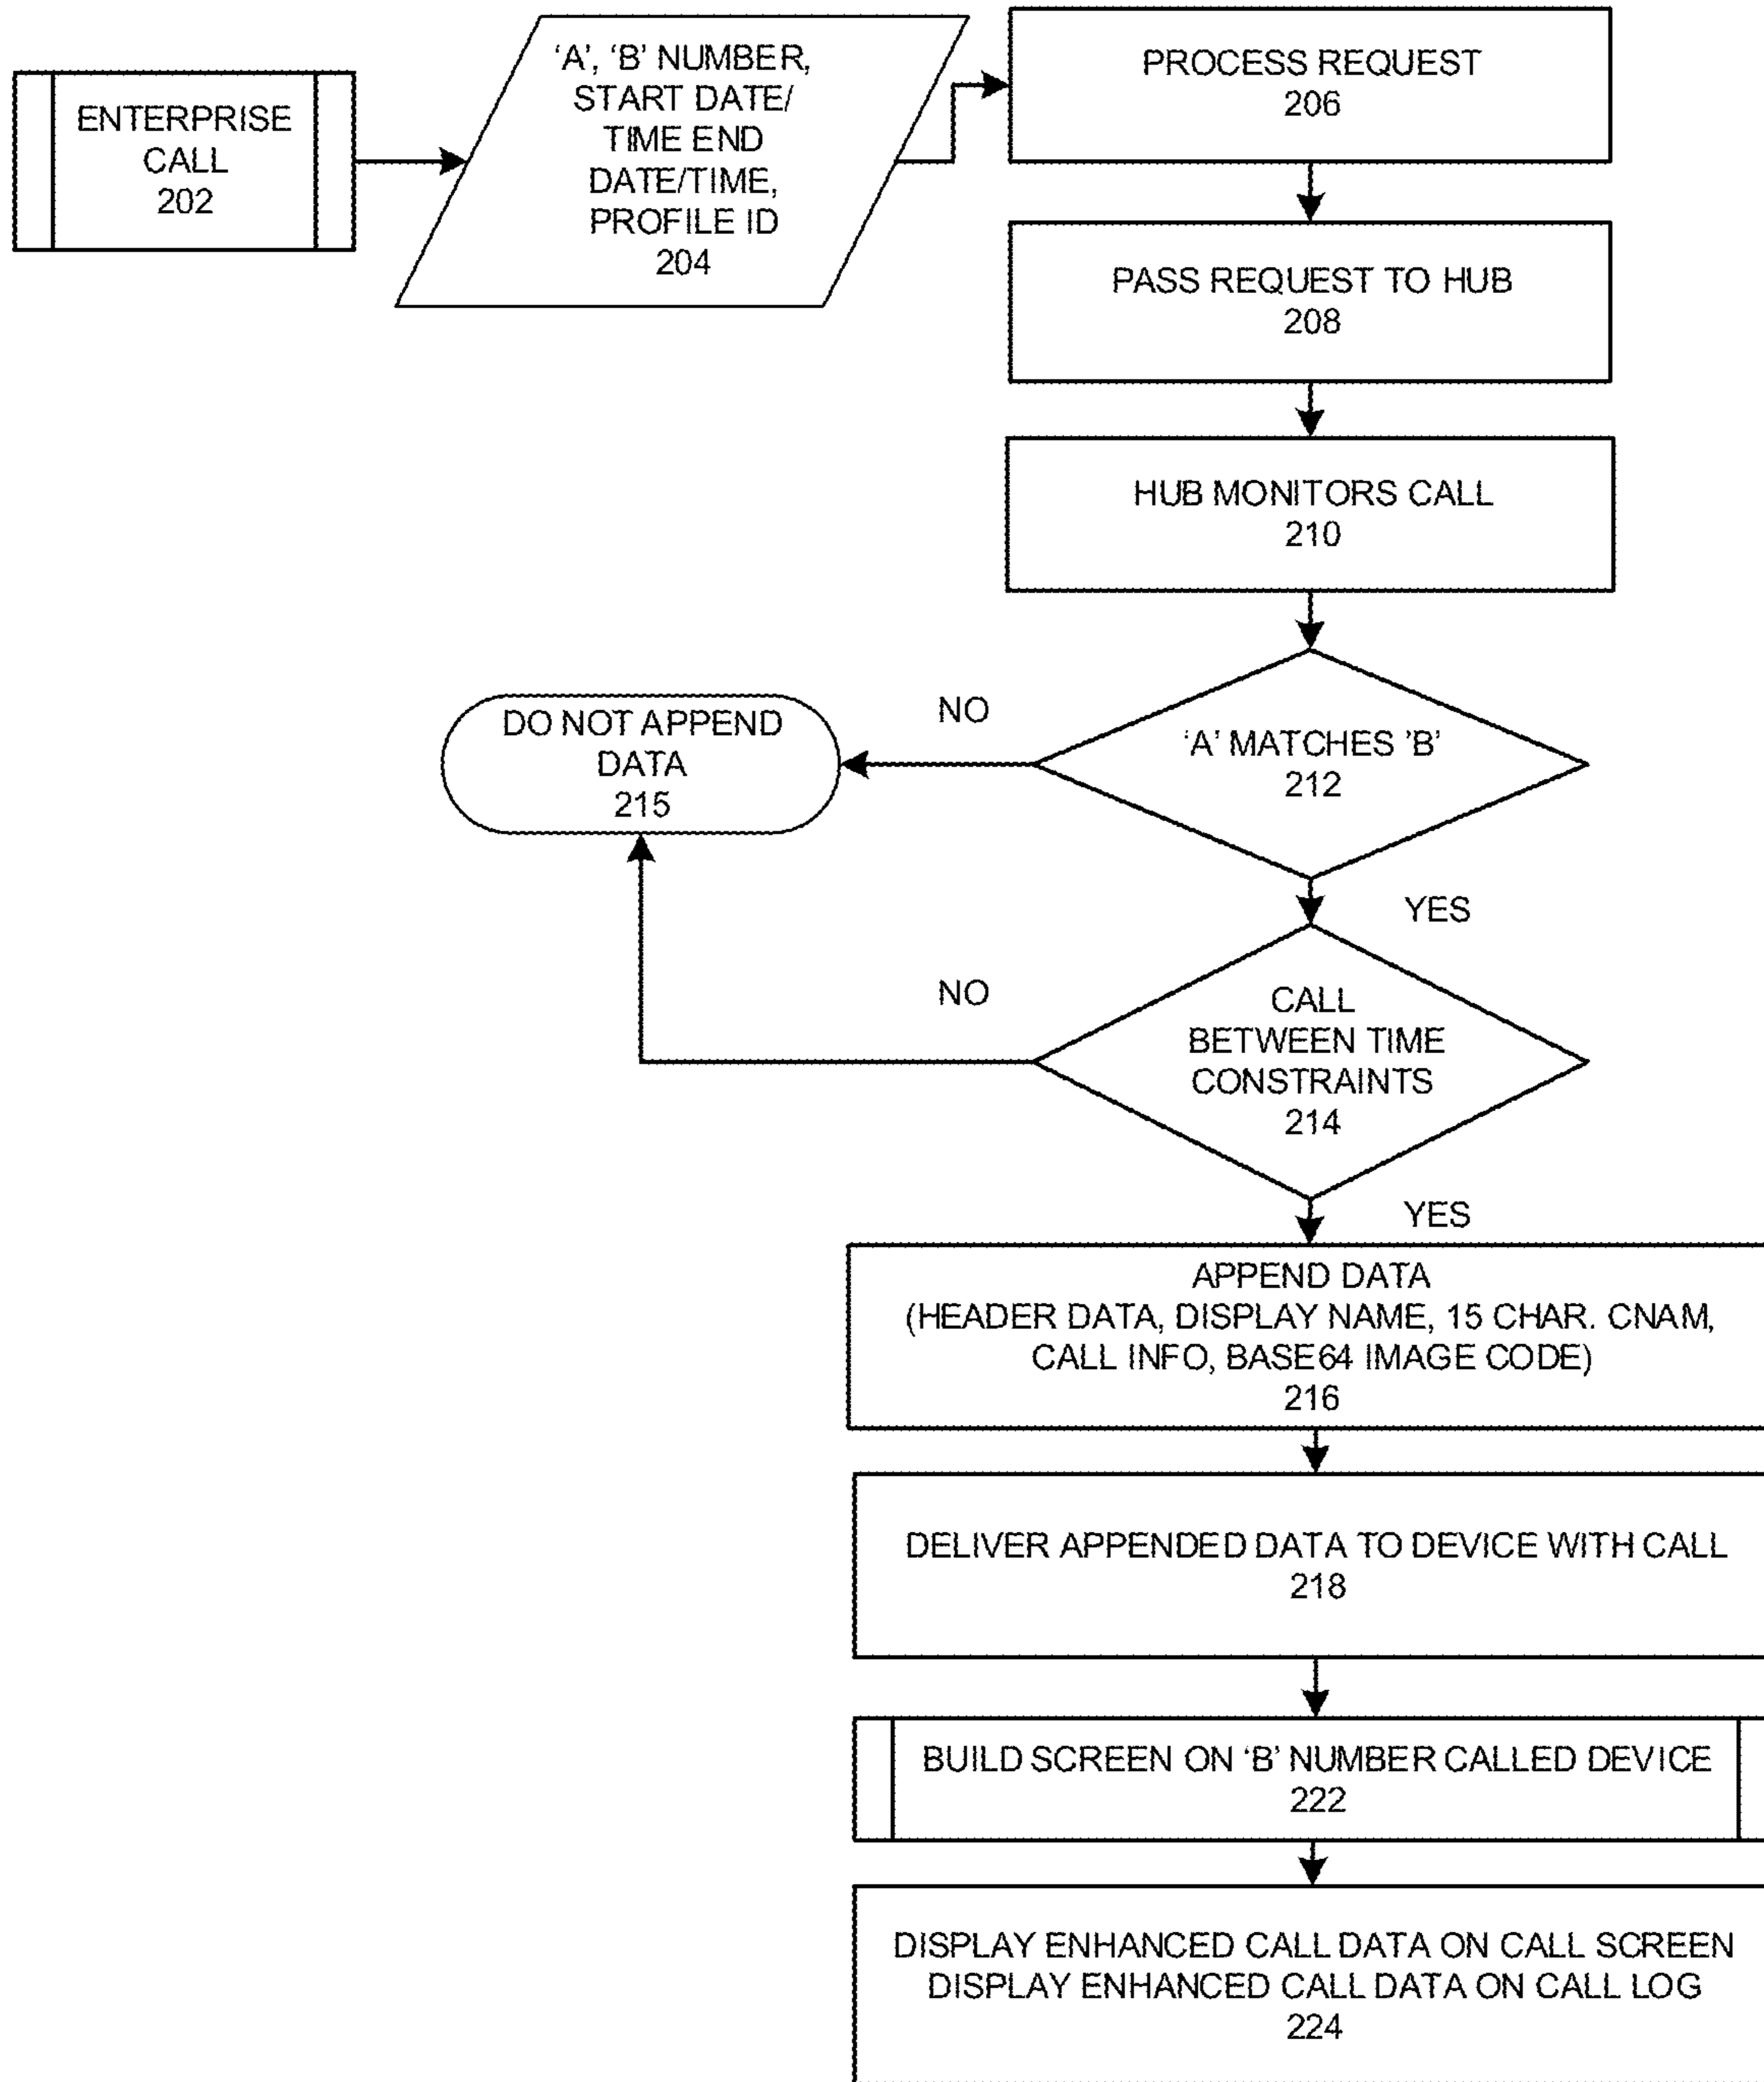 ENTERPRISE
CALL
202
‘A’, ‘B’ NUMBER,
START DATE/
TIME END
DATE/TIME,
PROFILE ID
204
PROCESS REQUEST
206
PASS REQUEST TO HUB
208
HUB MONITORS CALL
210
‘A’ MATCHES ’B’
212
NO
DO NOT APPEND
DATA
215
YES
CALL
BETWEEN TIME
CONSTRAINTS
214
NO
YES
APPEND DATA
(HEADER DATA, DISPLAY NAME, 15 CHAR. CNAM,
CALL INFO, BASE64 IMAGE CODE)
216
DELIVER APPENDED DATA TO DEVICE WITH CALL
218
BUILD SCREEN ON ‘B’ NUMBER CALLED DEVICE
222
DISPLAY ENHANCED CALL DATA ON CALL SCREEN
DISPLAY ENHANCED CALL DATA ON CALL LOG
224